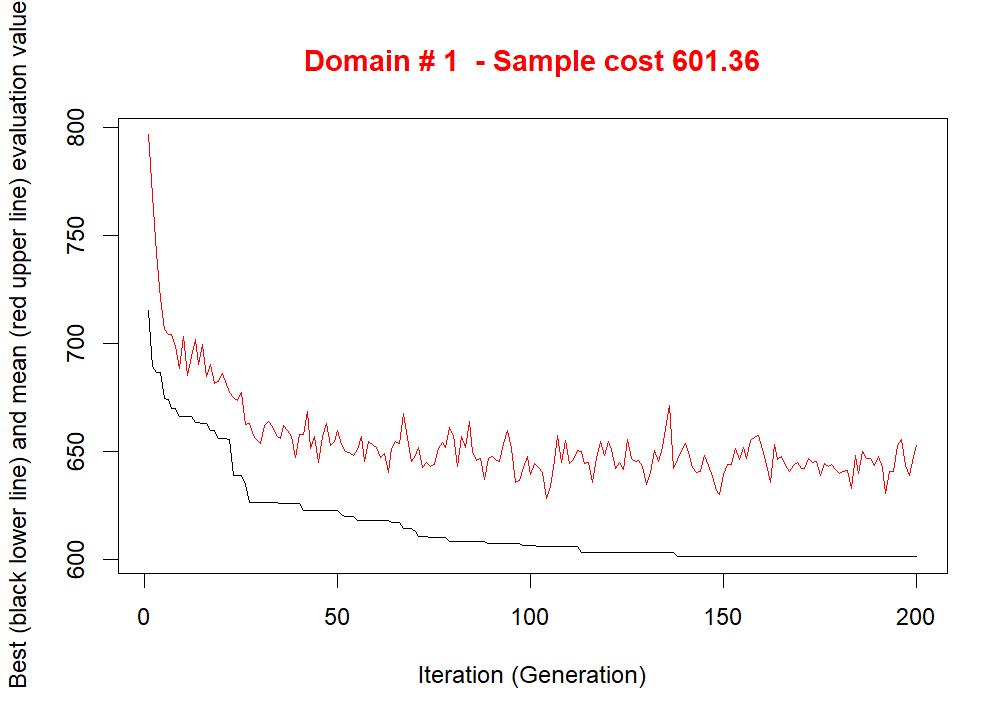 Domain # 1  - Sample cost 601.36
Best (black lower line) and mean (red upper line) evaluation value
800
750
700
650
600
0 50 100 150 200
Iteration (Generation)